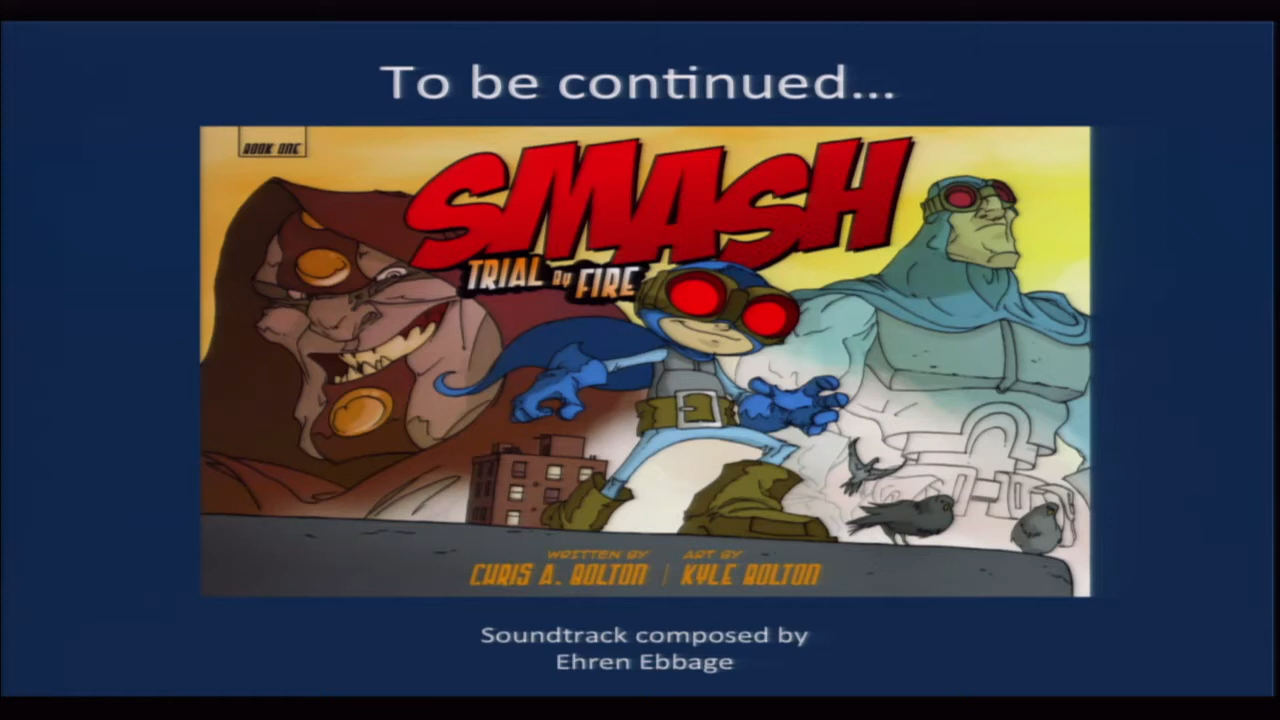 To be continued...
BOOK ONE
SMASH
TRIAL BY FIRE
WRITTEN BY ART BY
CHRIS A. BOLTON | KYLE BOLTON
Soundtrack composed by
Ehren Ebbage